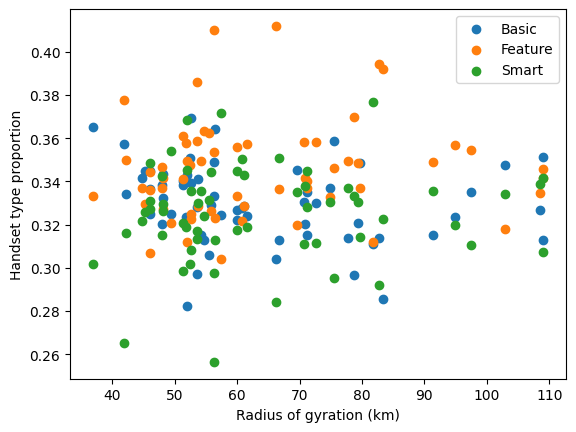 Basic
Feature
Smart
0.40
0.38
0.36
0.34
0.32
0.30
0.28
0.26
Handset type proportion
40 50 60 70 80 90 100 110
Radius of gyration (km)